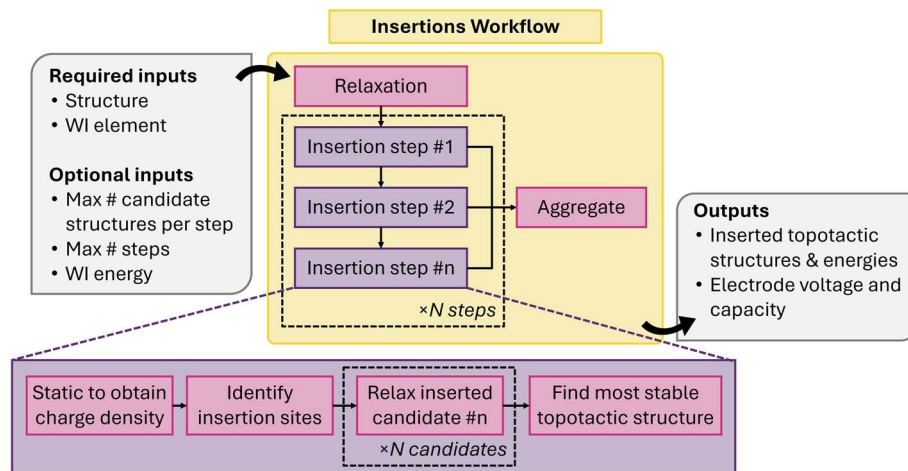 Insertions Workflow
Required inputs
• Structure
• WI element
Optional inputs
• Max # candidate
structures per step
• Max # steps
• WI energy
Relaxation
Insertion step #1
Insertion step #2
Insertion step #n
×N steps
Aggregate
Outputs
• Inserted topotactic
structures & energies
• Electrode voltage and
capacity
Static to obtain
charge density
Identify
insertion sites
Relax inserted
candidate #n
×N candidates
Find most stable
topotactic structure